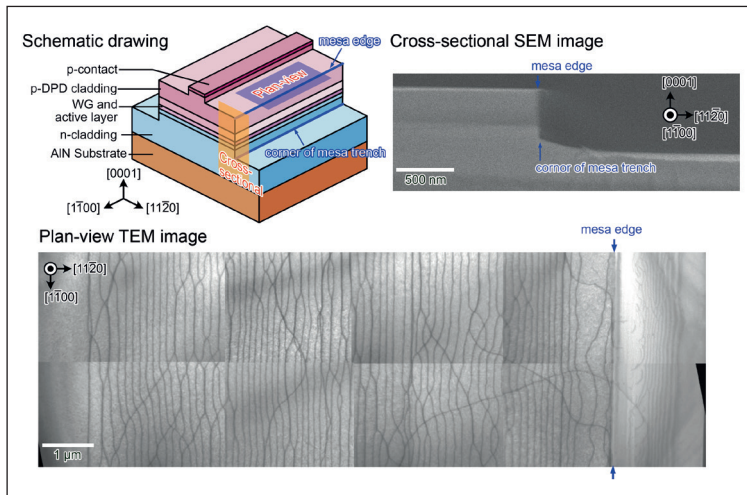 Schematic drawing
p-contact
p-DPD cladding
WG and
active layer
n-cladding
AlN Substrate
mesa edge
Plan-view
Cross-
sectional
corner of mesa trench
[0001]
[11̅00]
[112̅0]
Cross-sectional SEM image
mesa edge
[0001]
[112̅0]
[11̅00]
cornor of mesa trench
500 nm
Plan-view TEM image
mesa edge
[112̅0]
[11̅00]
1 µm